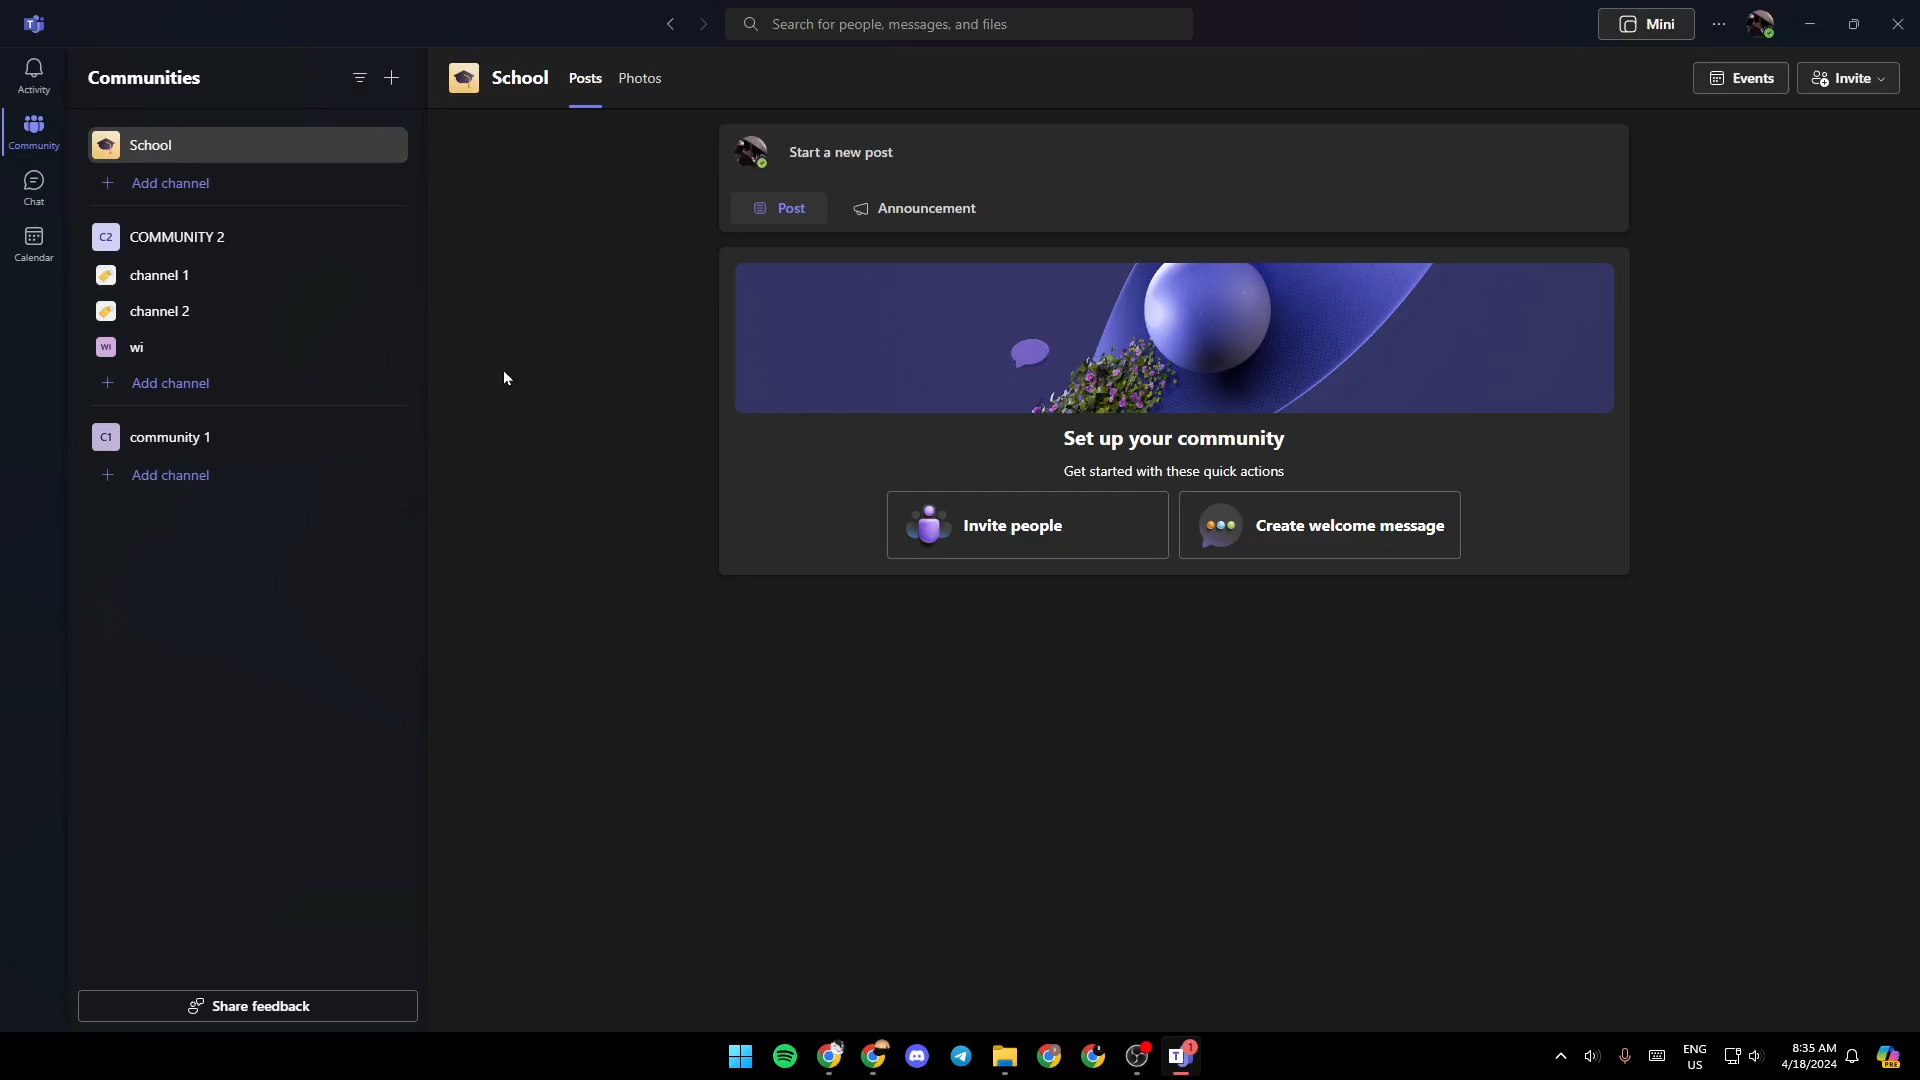 Search for people, messages, and files
Mini
Activity
Community
Chat
Calendar
Communities
School
Add channel
C2 COMMUNITY 2
channel 1
channel 2
WI wi
Add channel
C1 community 1
Add channel
Share feedback
School Posts Photos
Events Invite
Start a new post
Post Announcement
Set up your community
Get started with these quick actions
Invite people
Create welcome message
T 1
ENG
US
8:35 AM
4/18/2024
PRE